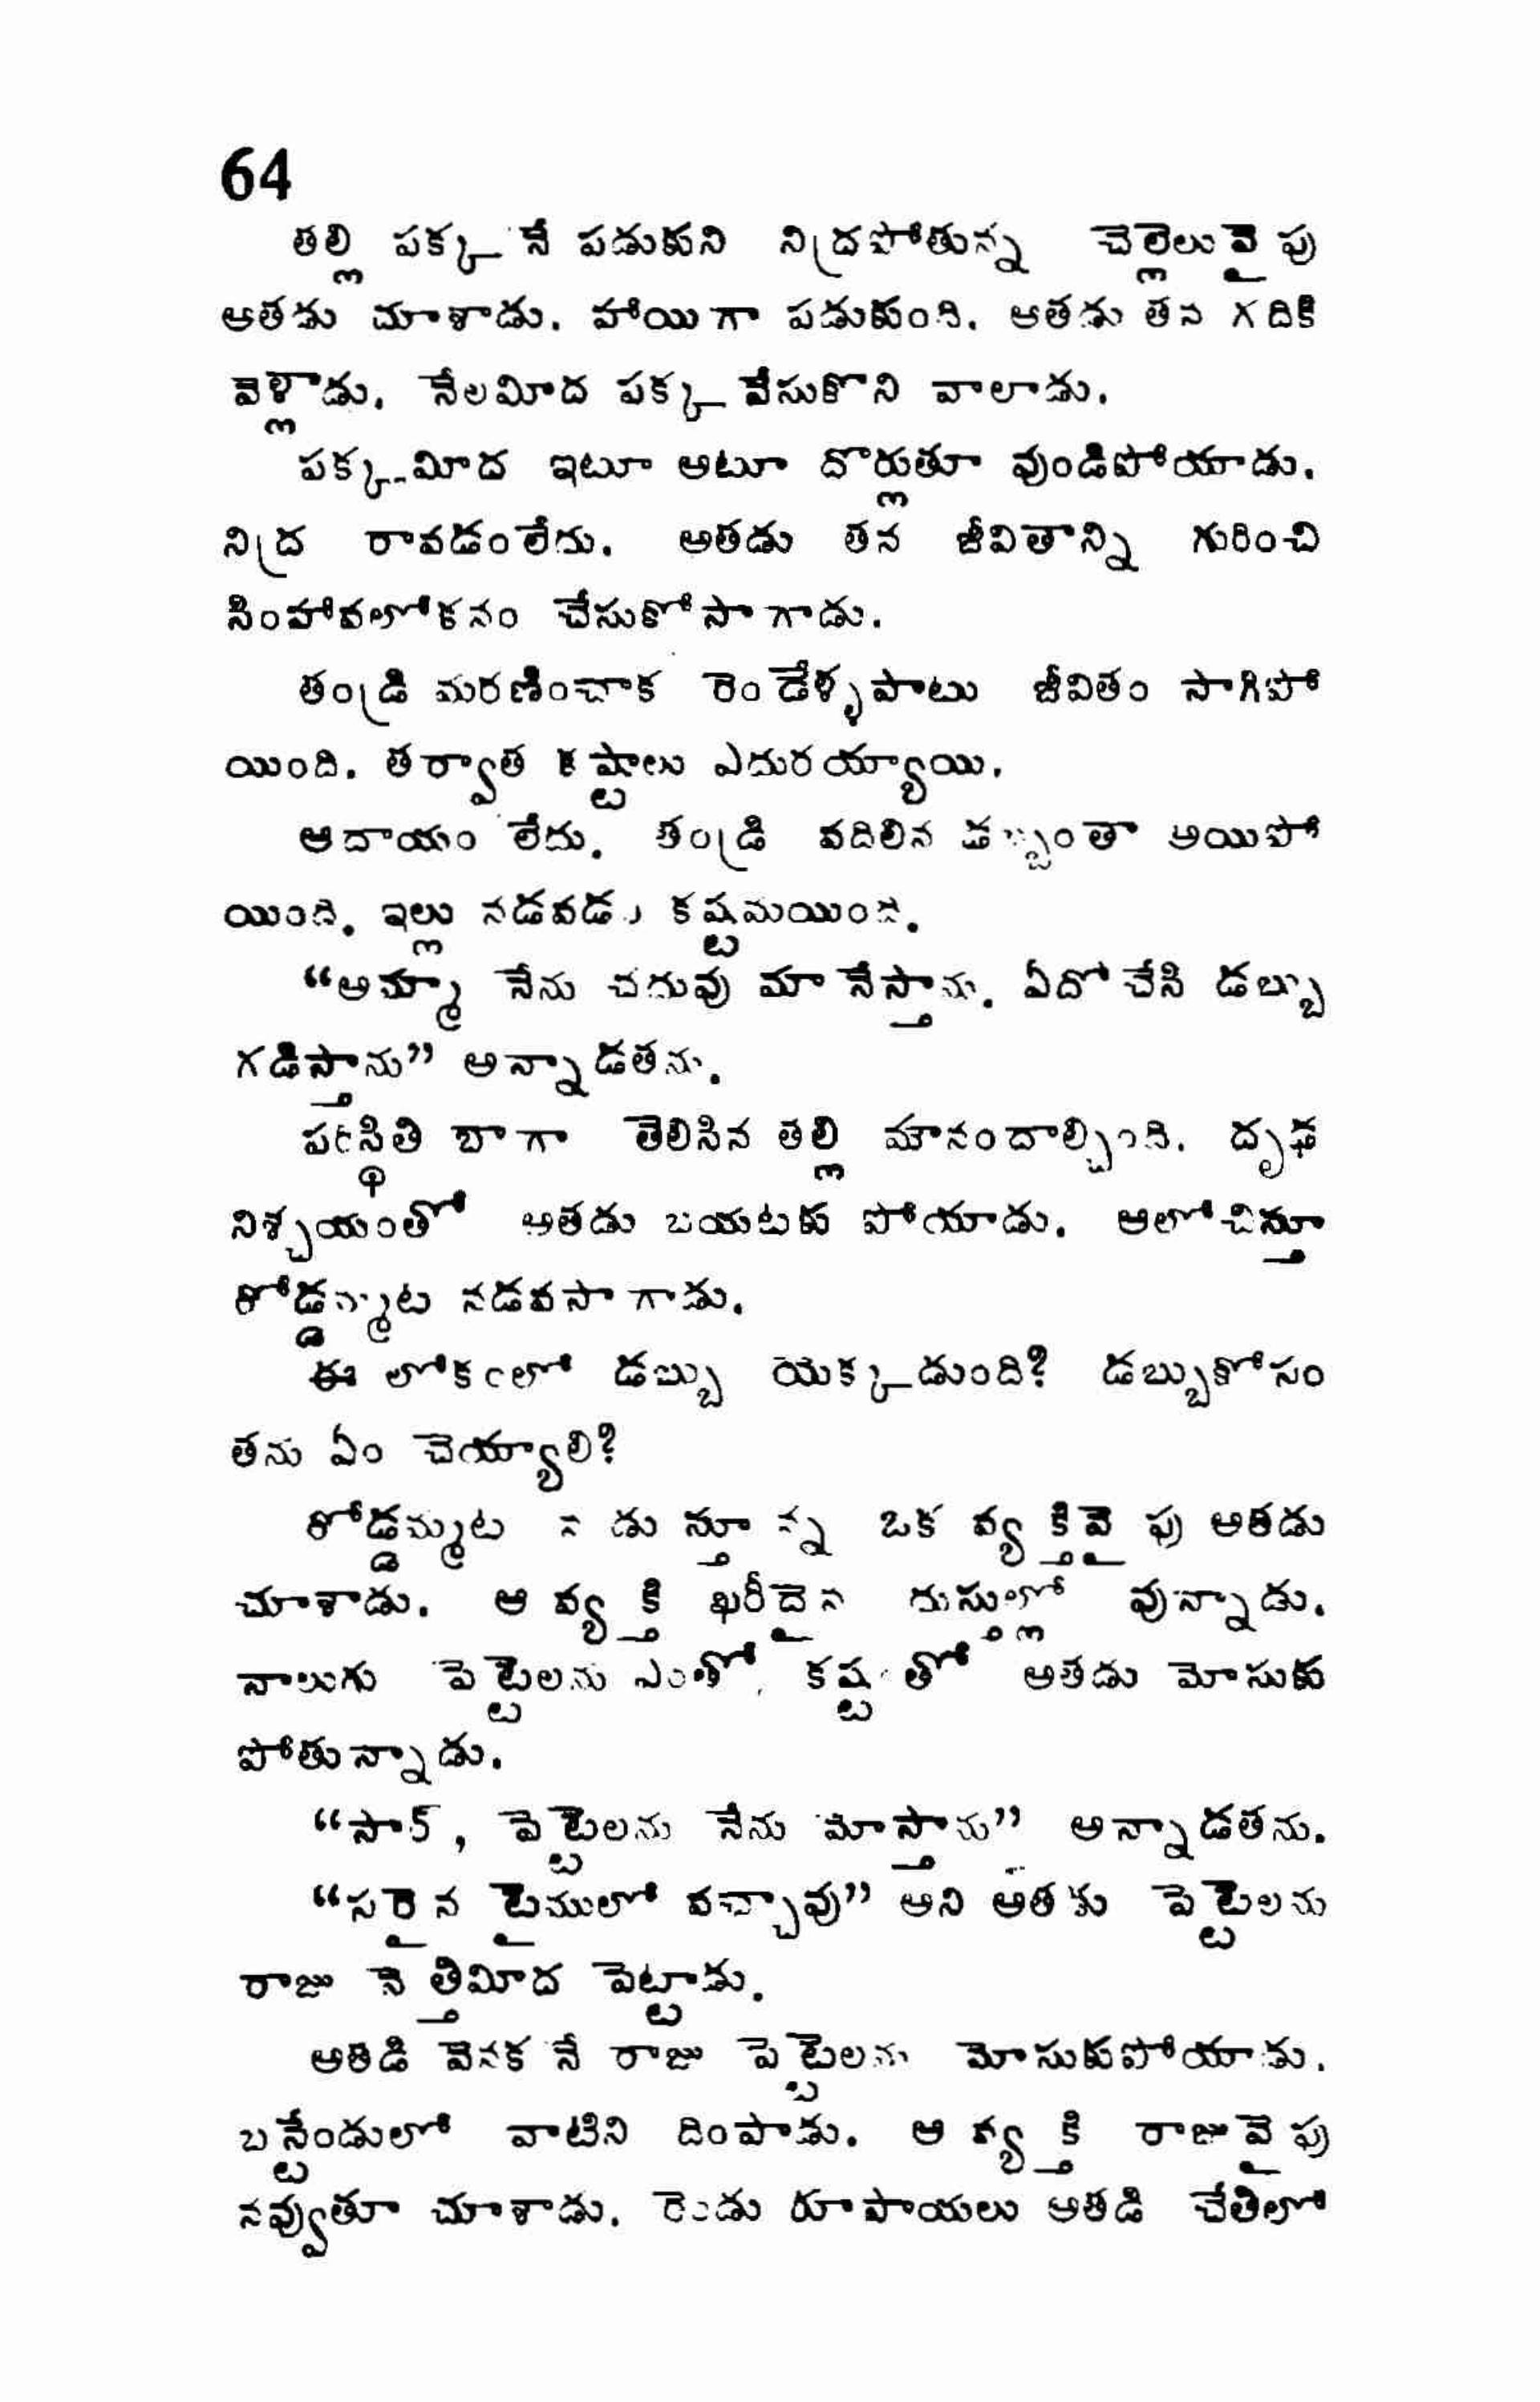 64
తల్లి పక్కనే పడుకుని నిద్రపోతున్న చెల్లెలువైపు
అతడు చూశాడు. హాయిగా పడుకుంది. అతడు తన గదికి
వెళ్లాడు. నేలమీద పక్క వేసుకొని వాలాడు.
పక్కమీద ఇటూ అటూ దొర్లుతూ వుండిపోయాడు.
నిద్ర రావడంలేదు. అతడు తన జీవితాన్ని గురించి
సింహావలోకనం చేసుకోసాగాడు.
తండ్రి మరణించాక రెండేళ్ళపాటు జీవితం సాగిపో
యింది. తర్వాత కష్టాలు ఎదురయ్యాయి.
ఆదాయం లేదు. తండ్రి వదిలిన డబ్బంతా అయిపో
యింది. ఇల్లు నడవడం కష్టమయింది.
“అమ్మా నేను చదువు మానేస్తాను. ఏదో చేసి డబ్బు
గడిస్తాను” అన్నాడతను.
పరిస్థితి బాగా తెలిసిన తల్లి మౌనందాల్చింది. దృఢ
నిశ్చయంతో అతడు బయటకు పోయాడు. ఆలోచిస్తూ
రోడ్డమ్మట నడవసాగాడు.
ఈ లోకంలో డబ్బు యెక్కడుంది? డబ్బుకోసం
తను ఏం చెయ్యాలి?
రోడ్డమ్మట నడుస్తూన్న ఒక వ్యక్తివైపు అతడు
చూశాడు. ఆ వ్యక్తి ఖరీదైన దుస్తుల్లో వున్నాడు.
నాలుగు పెట్టెలను ఎంతో కష్టంతో అతడు మోసుకు
పోతున్నాడు.
“సార్, పెట్టెలను నేను మోస్తాను” అన్నాడతను.
“సరైన టైములో వచ్చావు” అని అతడు పెట్టెలను
రాజు నెత్తిమీద పెట్టాడు.
అతడి వెనకనే రాజు పెట్టెలను మోసుకుపోయాడు.
బస్టేండులో వాటిని దింపాడు. ఆ వ్యక్తి రాజువైపు
నవ్వుతూ చూశాడు. రెండు రూపాయలు అతడి చేతిలో